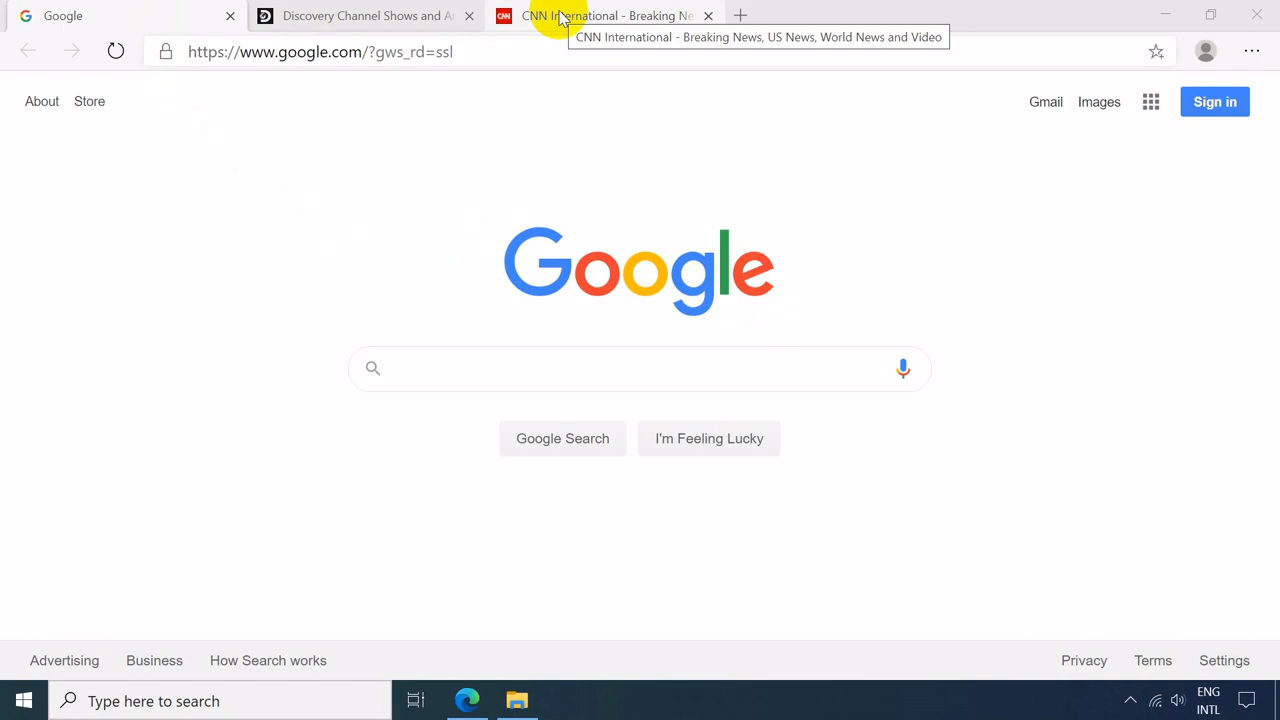 Google
Discovery Channel Shows and A
CNN International - Breaking Ne
CNN International - Breaking News, US News, World News and Video
https://www.google.com/?gws_rd=ssl
About Store
Gmail Images Sign in
Google
Google Search I'm Feeling Lucky
Advertising Business How Search works
Privacy Terms Settings
Type here to search
ENG
INTL